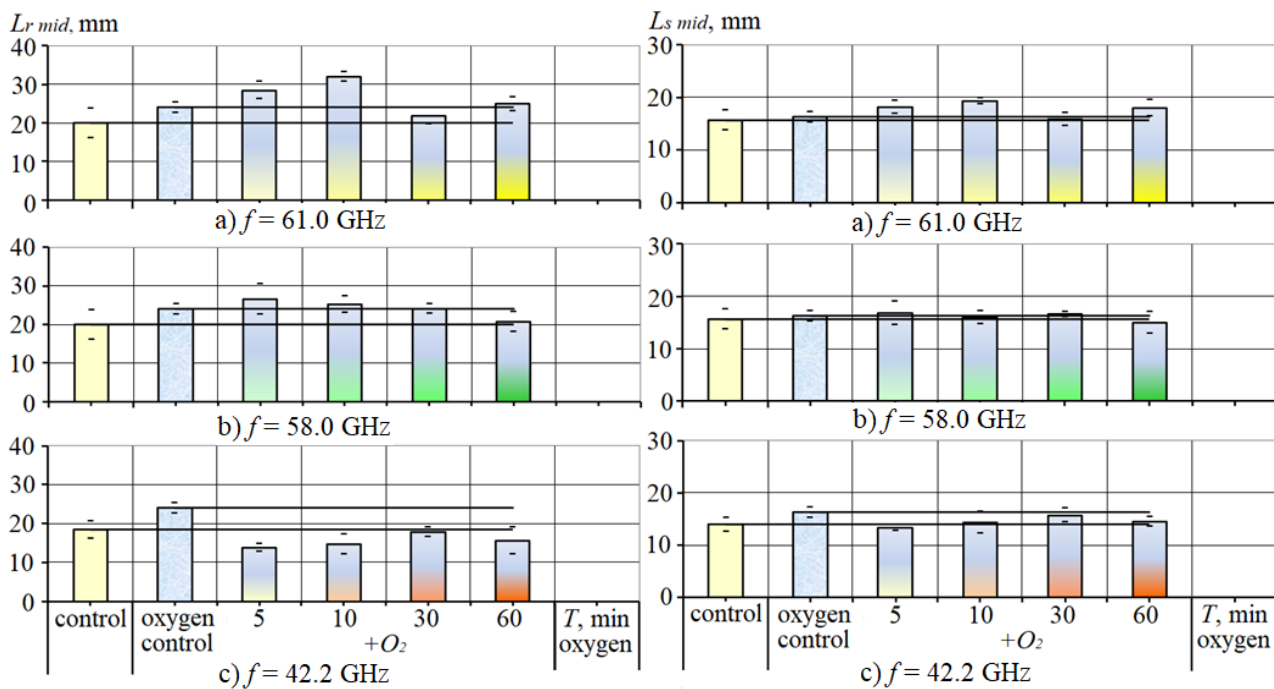 Lr mid, mm
40
30
20
10
0
a) f = 61.0 GHz
40
30
20
10
0
b) f = 58.0 GHz
40
30
20
10
0
control oxygen 5 10 30 60 T, min
control +O2 oxygen
c) f = 42.2 GHz
Ls mid, mm
30
20
10
0
a) f = 61.0 GHz
30
20
10
0
b) f = 58.0 GHz
30
20
10
0
control oxygen 5 10 30 60 T, min
control +O2 oxygen
c) f = 42.2 GHz